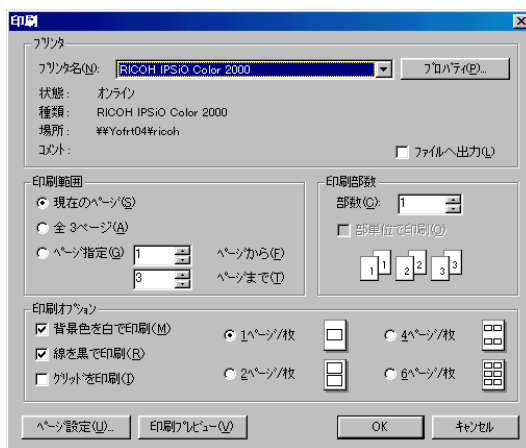 印刷
プリンタ
プリンタ名(N): RICOH IPSiO Color 2000 プロパティ(P)...
状態: オンライン
種類: RICOH IPSiO Color 2000
場所: ¥¥Yofrt04¥ricoh
コメント: ファイルへ出力(L)
印刷範囲
現在のページ(S)
全 3ページ(A)
ページ指定(G) 1 ページから(F)
3 ページまで(T)
印刷部数
部数(C): 1
部単位で印刷(O)
1 1 2 2 3 3
印刷オプション
背景色を白で印刷(M)
線を黒で印刷(R)
グリッドを印刷(I)
1ページ/枚 4ページ/枚
2ページ/枚 6ページ/枚
ページ設定(U)... 印刷プレビュー(V) OK キャンセル